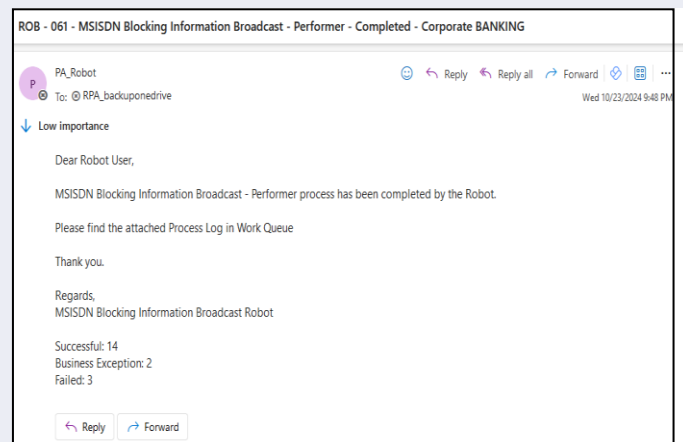 ROB - 061 - MSISDN Blocking Information Broadcast - Performer - Completed - Corporate BANKING
P
PA_Robot
Reply
Reply all
Forward
To: RPA_backuponedrive
Wed 10/23/2024 9:48 PM
Low importance
Dear Robot User,
MSISDN Blocking Information Broadcast - Performer process has been completed by the Robot.
Please find the attached Process Log in Work Queue
Thank you.
Regards,
MSISDN Blocking Information Broadcast Robot
Successful: 14
Business Exception: 2
Failed: 3
Reply
Forward